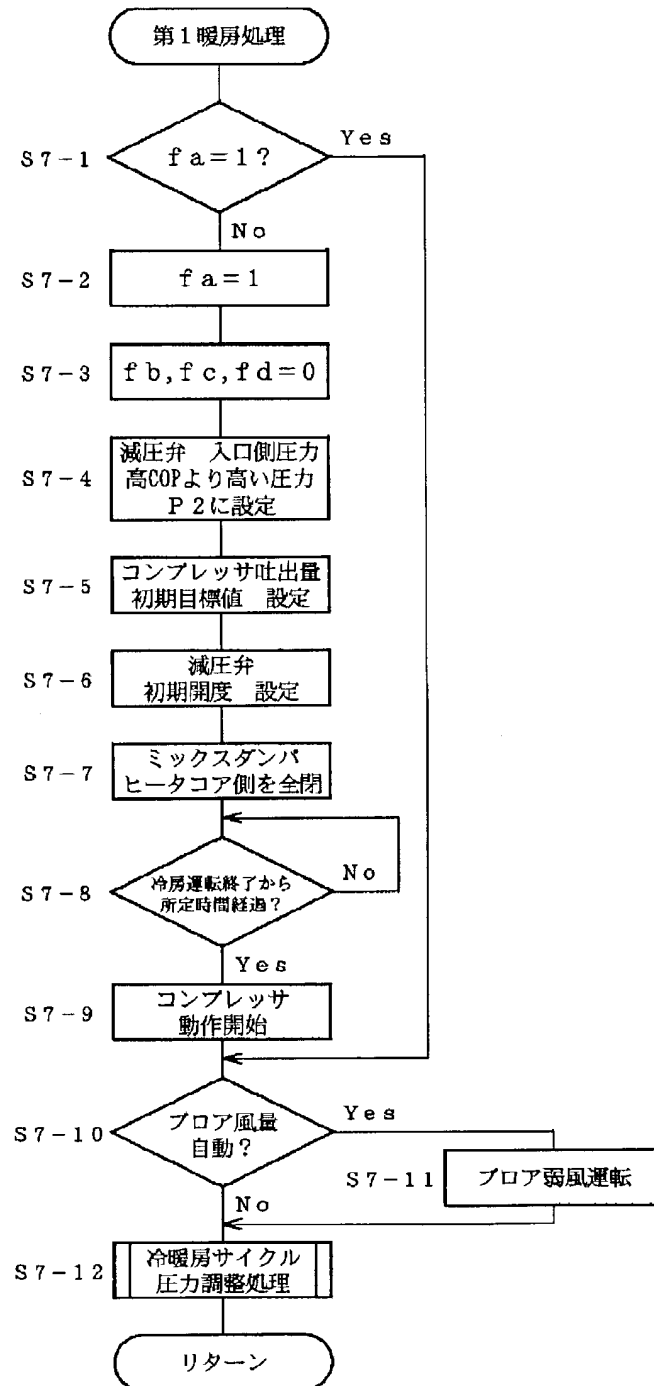 第1暖房処理
S7-1
fa=1?
Yes
No
S7-2
fa=1
S7-3
fb,fc,fd=0
S7-4
減圧弁 入口側圧力
高COPより高い圧力
P2に設定
S7-5
コンプレッサ吐出量
初期目標値 設定
S7-6
減圧弁
初期開度 設定
S7-7
ミックスダンパ
ヒータコア側を全閉
S7-8
冷房運転終了から
所定時間経過?
No
Yes
S7-9
コンプレッサ
動作開始
S7-10
ブロア風量
自動?
Yes
S7-11
ブロア弱風運転
No
S7-12
冷暖房サイクル
圧力調整処理
リターン